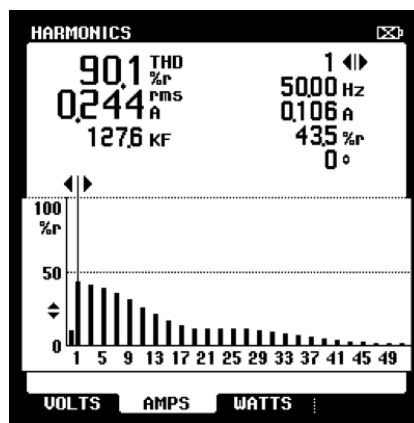 HARMONICS
90,1 THD %r
0,244 rms A
127,6 KF
1
50,00 Hz
0,106 A
43,5 %r
0 °
100
%r
50
0
1 5 9 13 17 21 25 29 33 37 41 45 49
VOLTS AMPS WATTS